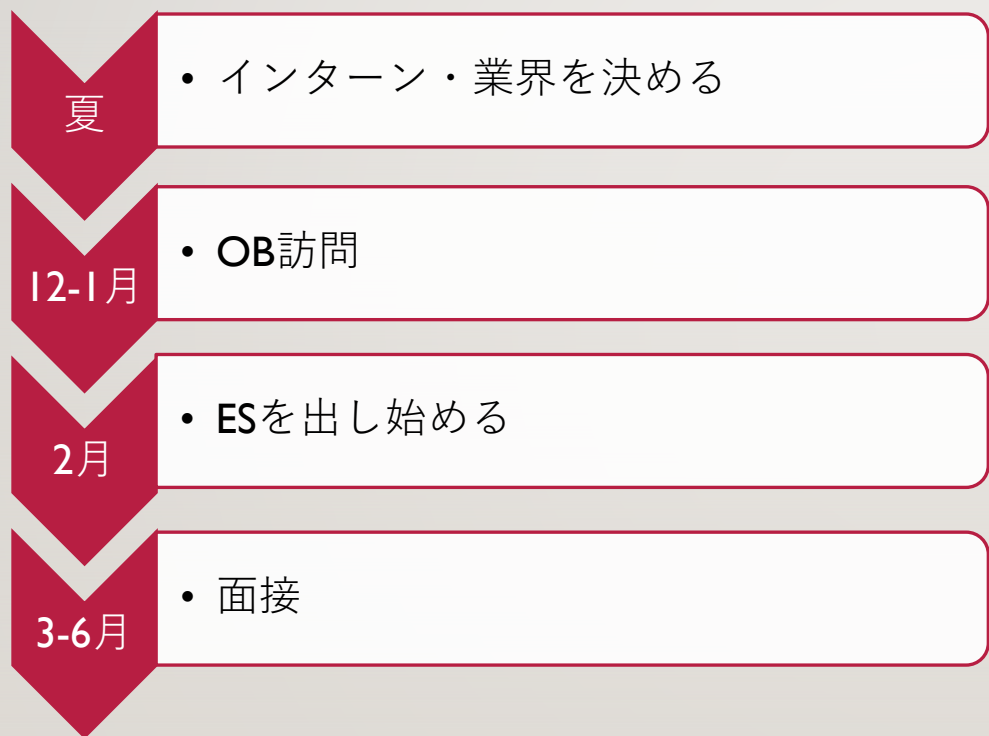 夏
• インターン・業界を決める
12-1月
• OB訪問
2月
• ESを出し始める
3-6月
• 面接